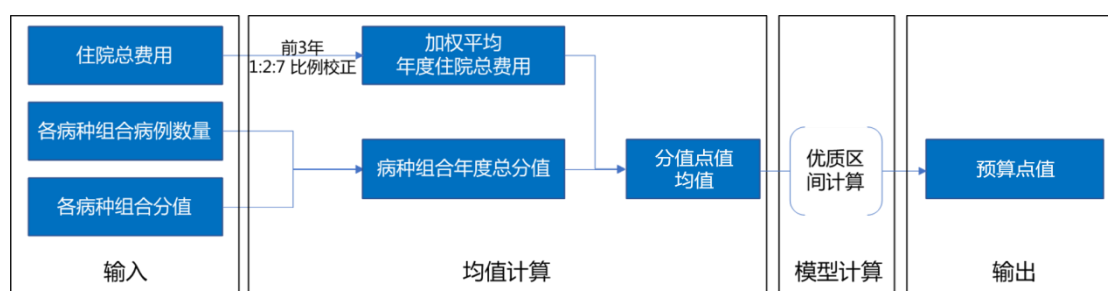 住院总费用
各病种组合病例数量
各病种组合分值
输入
前3年
1:2:7 比例校正
加权平均
年度住院总费用
病种组合年度总分值
分值点值
均值
均值计算
优质区
间计算
模型计算
预算点值
输出